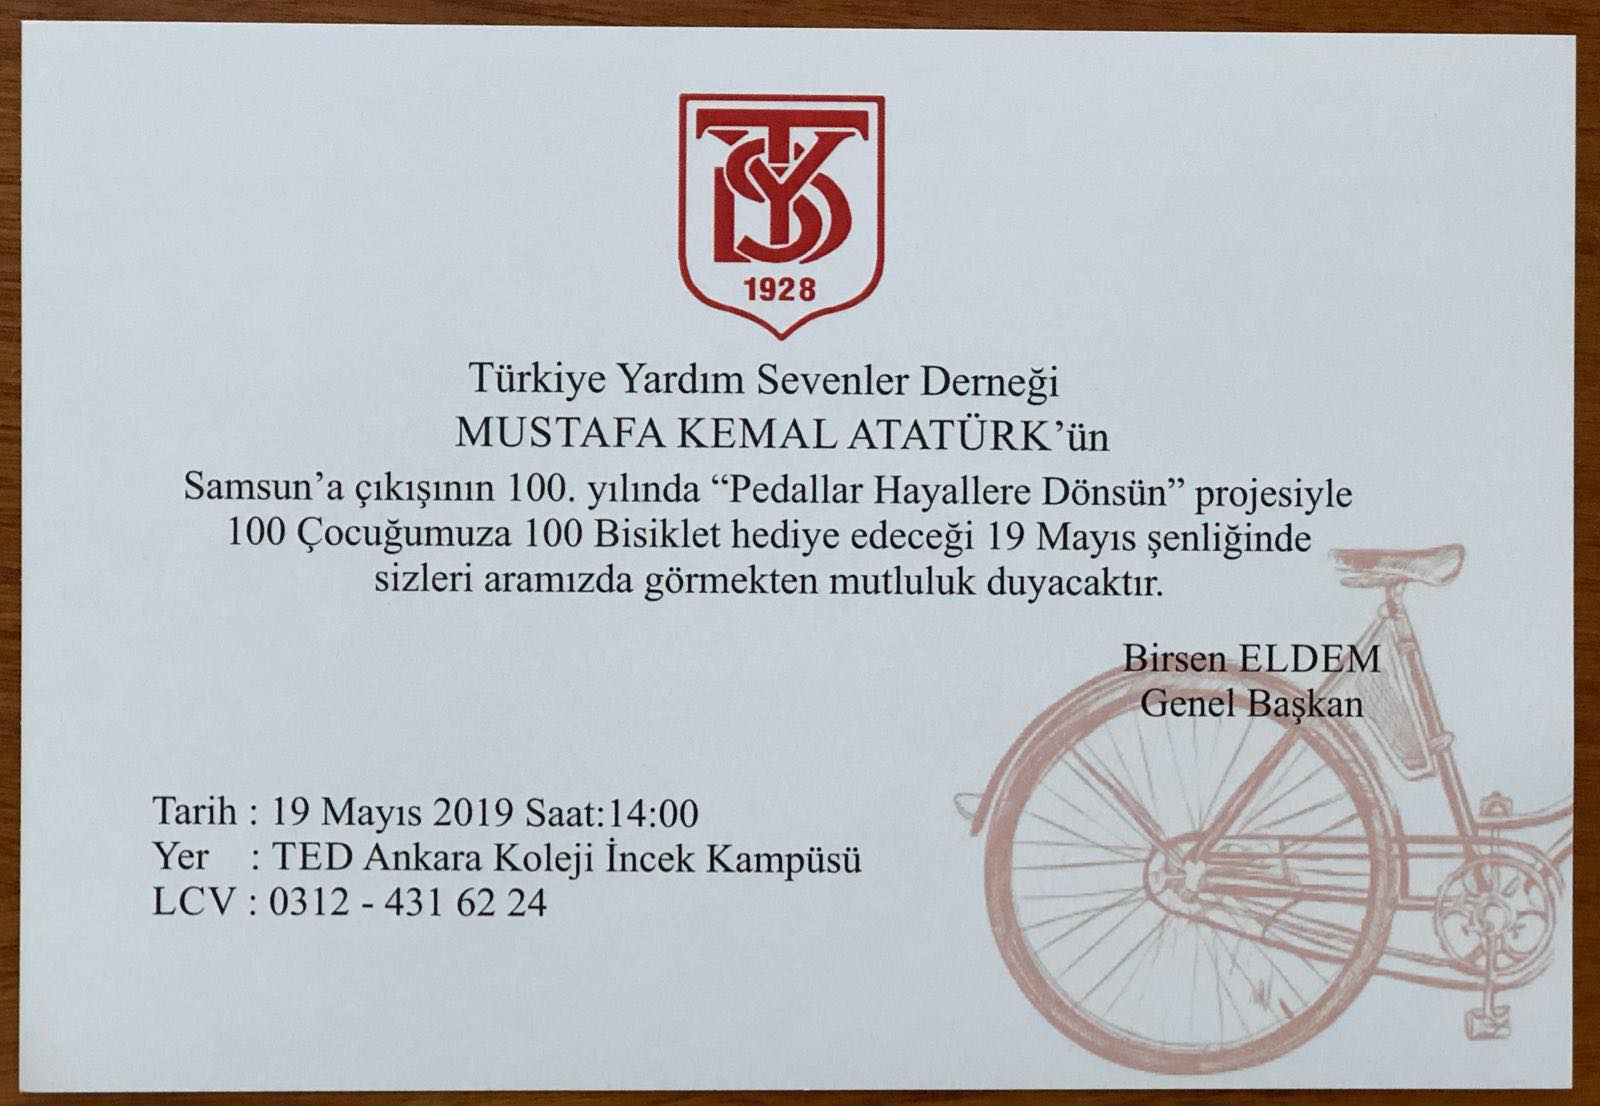 TYSD
1928
Türkiye Yardım Sevenler Derneği
MUSTAFA KEMAL ATATÜRK’ün
Samsun’a çıkışının 100. yılında “Pedallar Hayallere Dönsün” projesiyle
100 Çocuğumuza 100 Bisiklet hediye edeceği 19 Mayıs şenliğinde
sizleri aramızda görmekten mutluluk duyacaktır.
Birsen ELDEM
Genel Başkan
Tarih : 19 Mayıs 2019 Saat:14:00
Yer : TED Ankara Koleji İncek Kampüsü
LCV : 0312 - 431 62 24